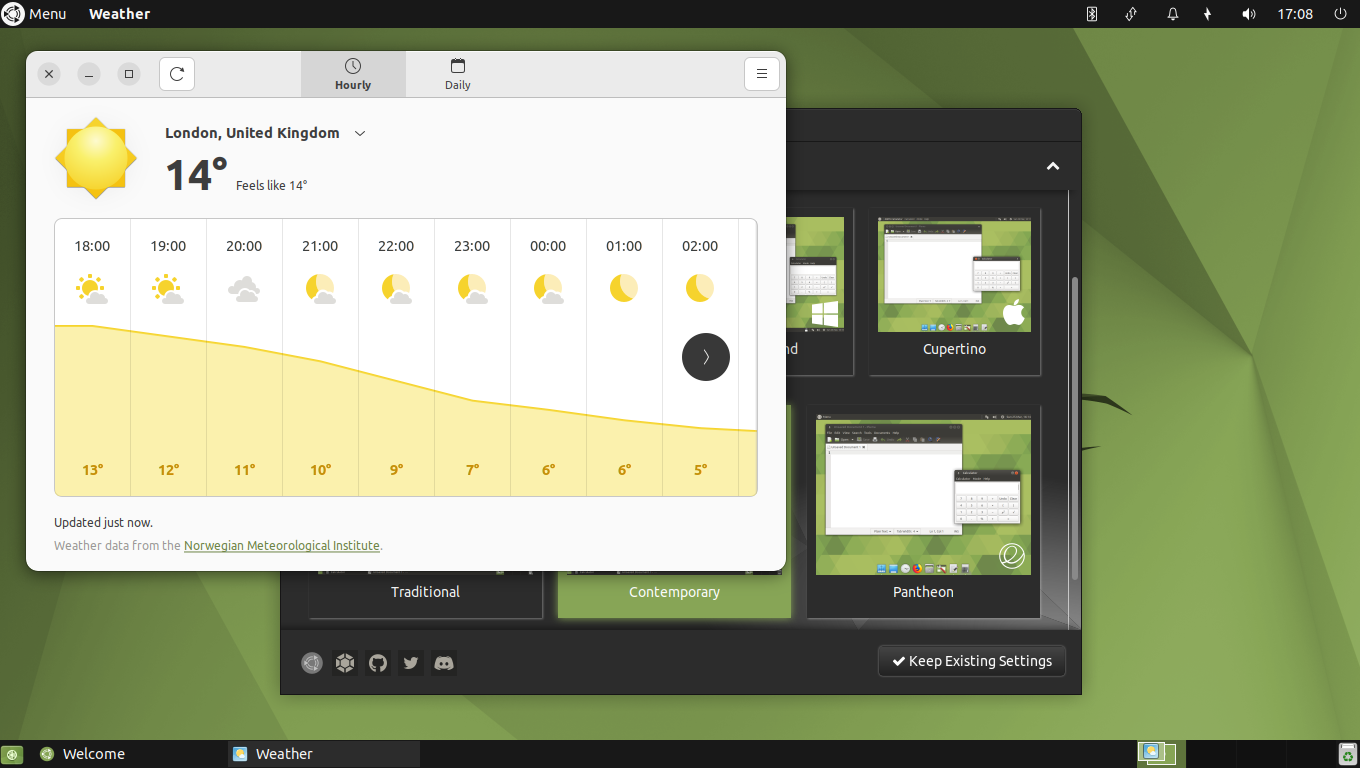 Menu Weather 17:08
Hourly
Daily
London, United Kingdom
14°
Feels like 14°
18:00 19:00 20:00 21:00 22:00 23:00 00:00 01:00 02:00
13° 12° 11° 10° 9° 7° 6° 6° 5°
Updated just now.
Weather data from the Norwegian Meteorological Institute.
nd
Cupertino
Traditional
Contemporary
Pantheon
Keep Existing Settings
Welcome
Weather